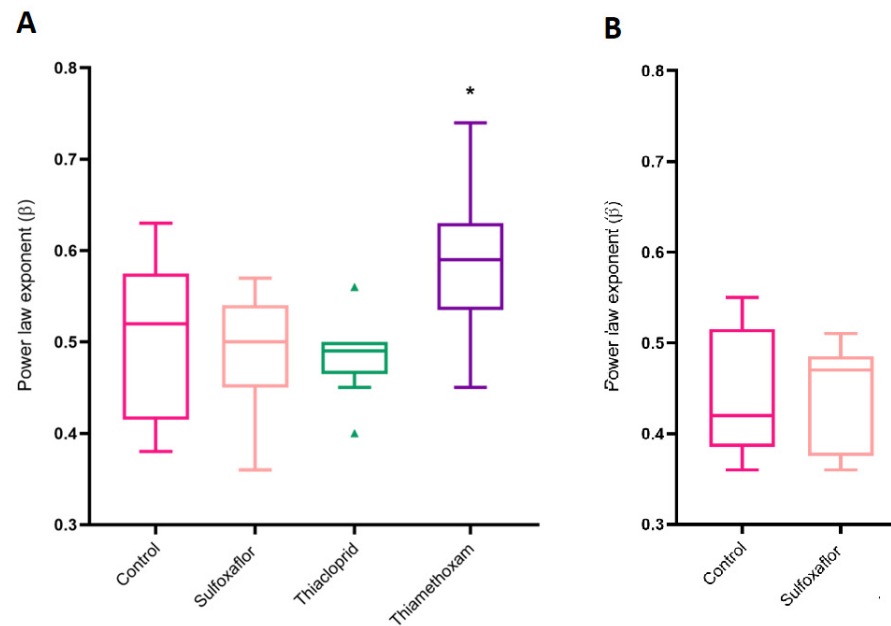 A
0.8
0.7
0.6
0.5
0.4
0.3
Power law exponent (β)
*
Control
Sulfoxaflor
Thiacloprid
Thiamethoxam
B
0.8
0.7
0.6
0.5
0.4
0.3
Power law exponent (β)
Control
Sulfoxaflor